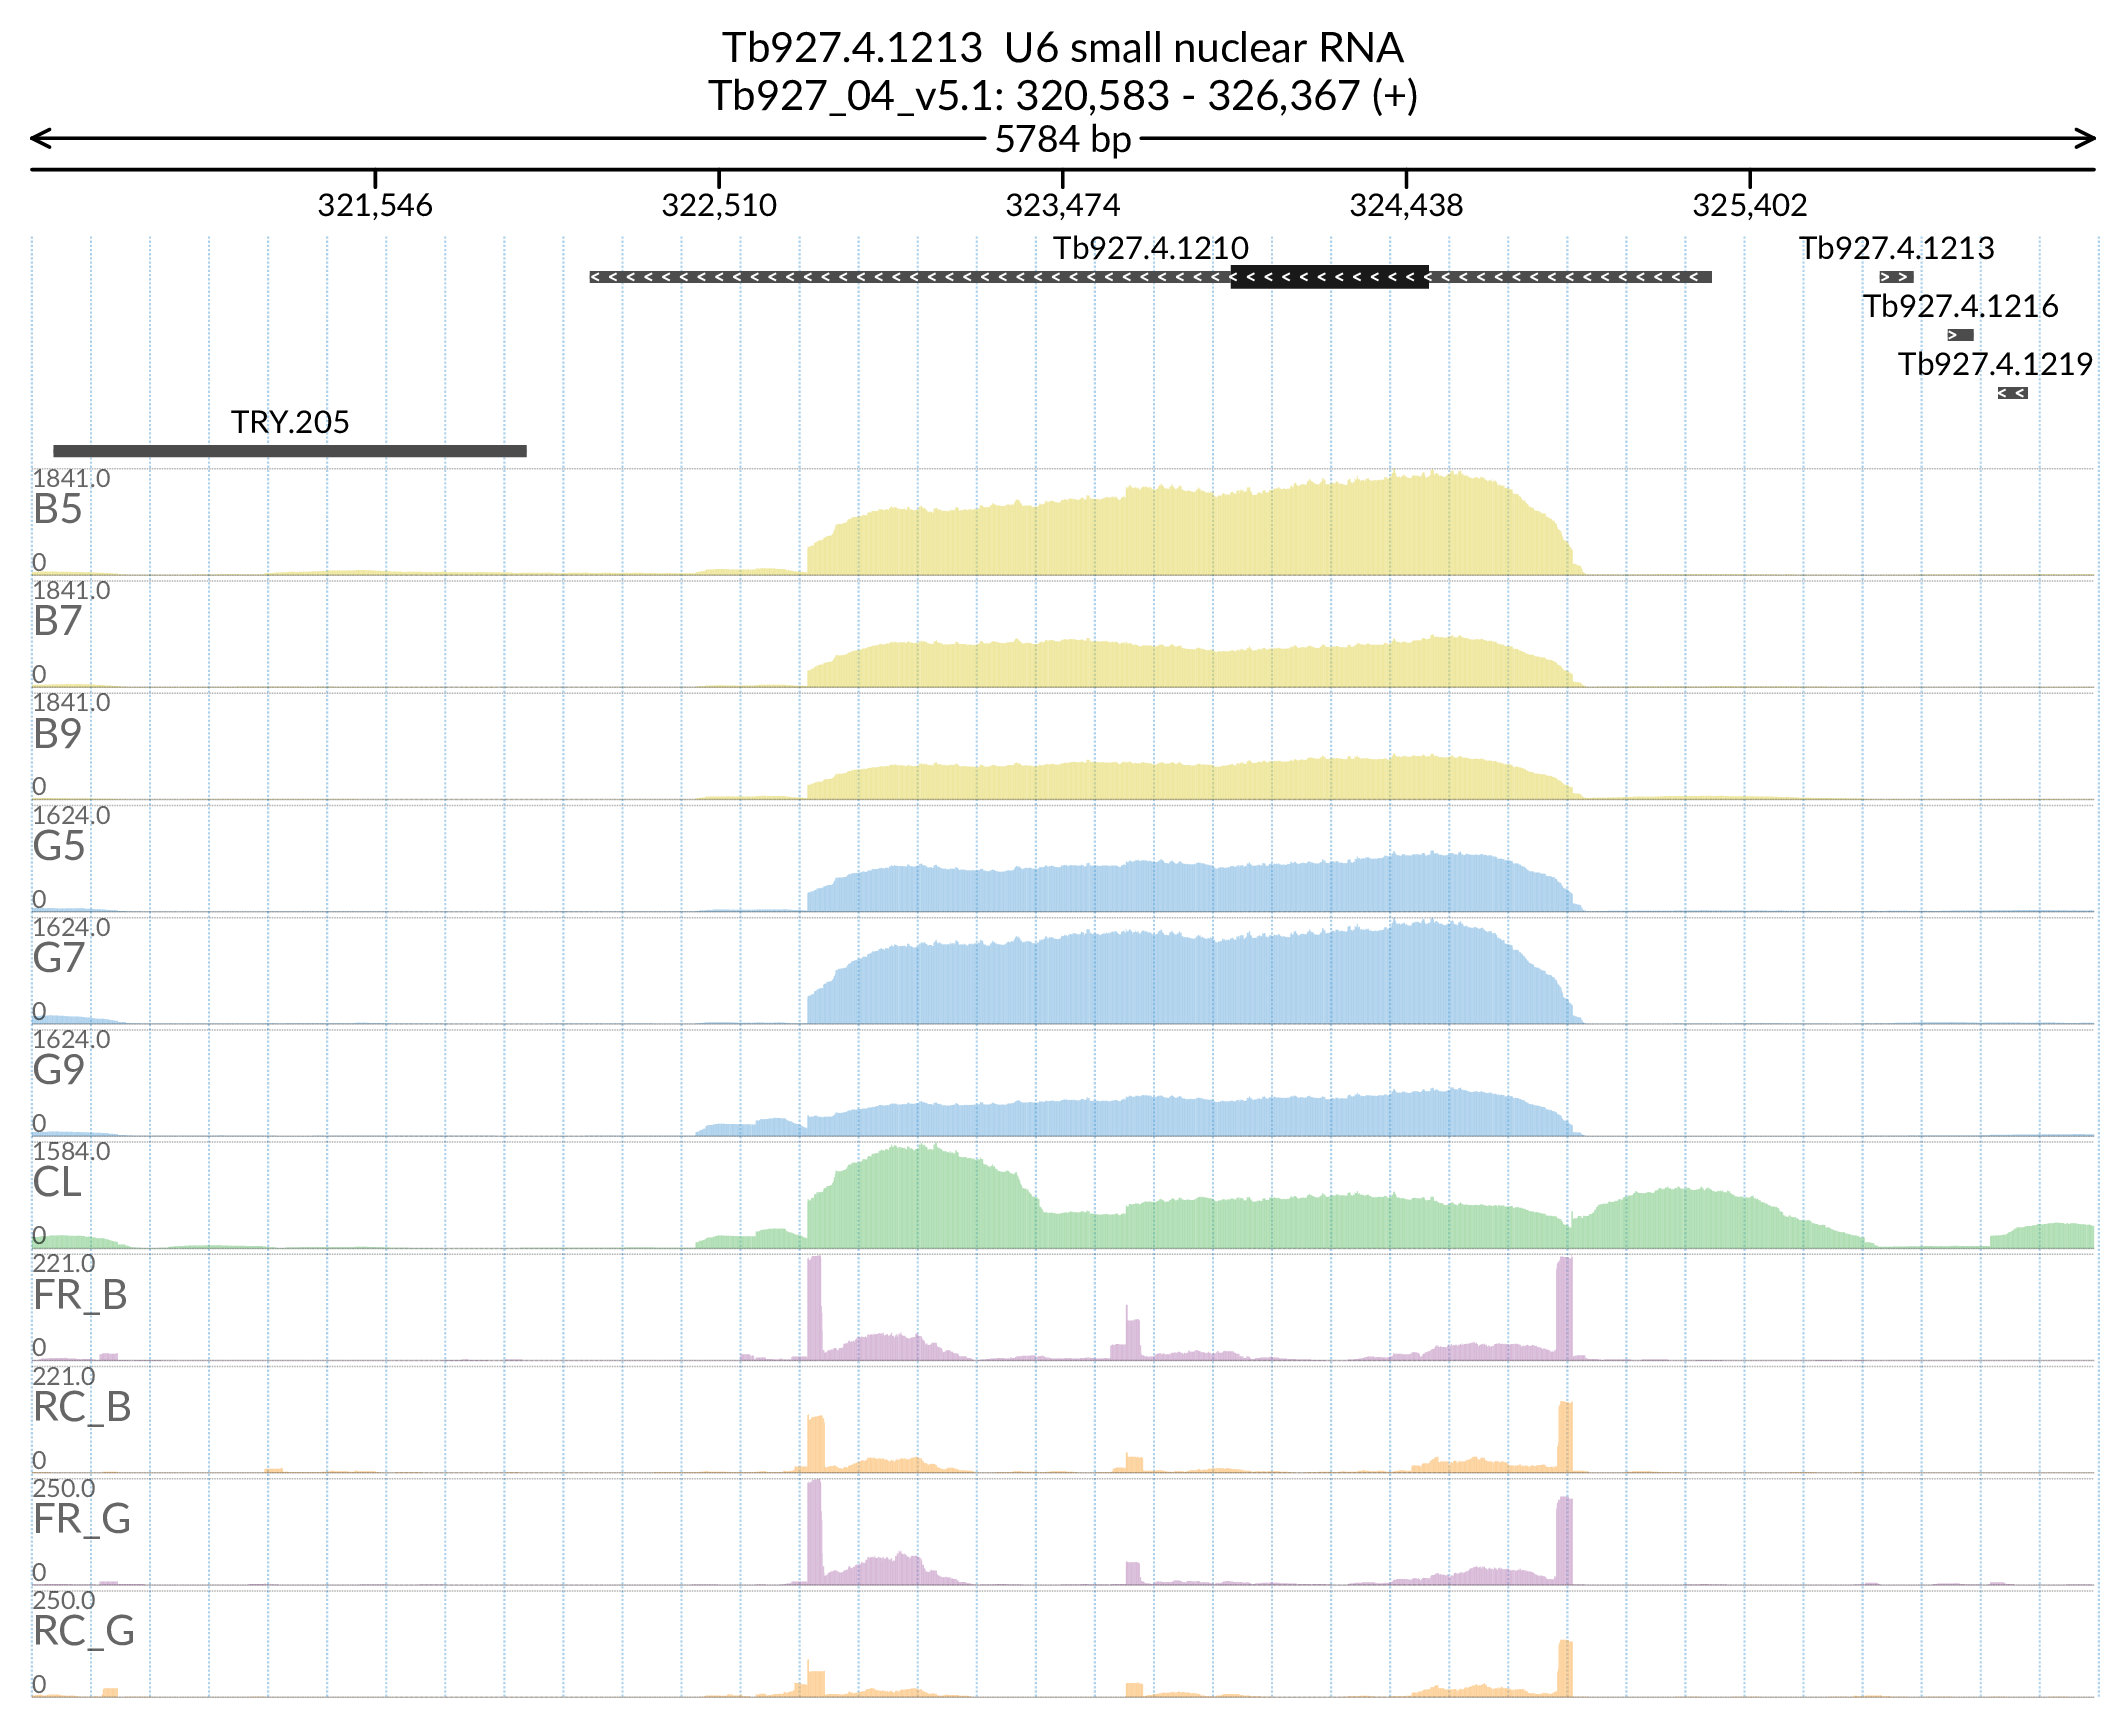 Tb927.4.1213  U6 small nuclear RNA
Tb927_04_v5.1: 320,583 - 326,367 (+)
5784 bp
321,546 322,510 323,474 324,438 325,402
Tb927.4.1210 Tb927.4.1213
Tb927.4.1216
Tb927.4.1219
TRY.205
1841.0
B5
0
1841.0
B7
0
1841.0
B9
0
1624.0
G5
0
1624.0
G7
0
1624.0
G9
0
1584.0
CL
0
221.0
FR_B
0
221.0
RC_B
0
250.0
FR_G
0
250.0
RC_G
0